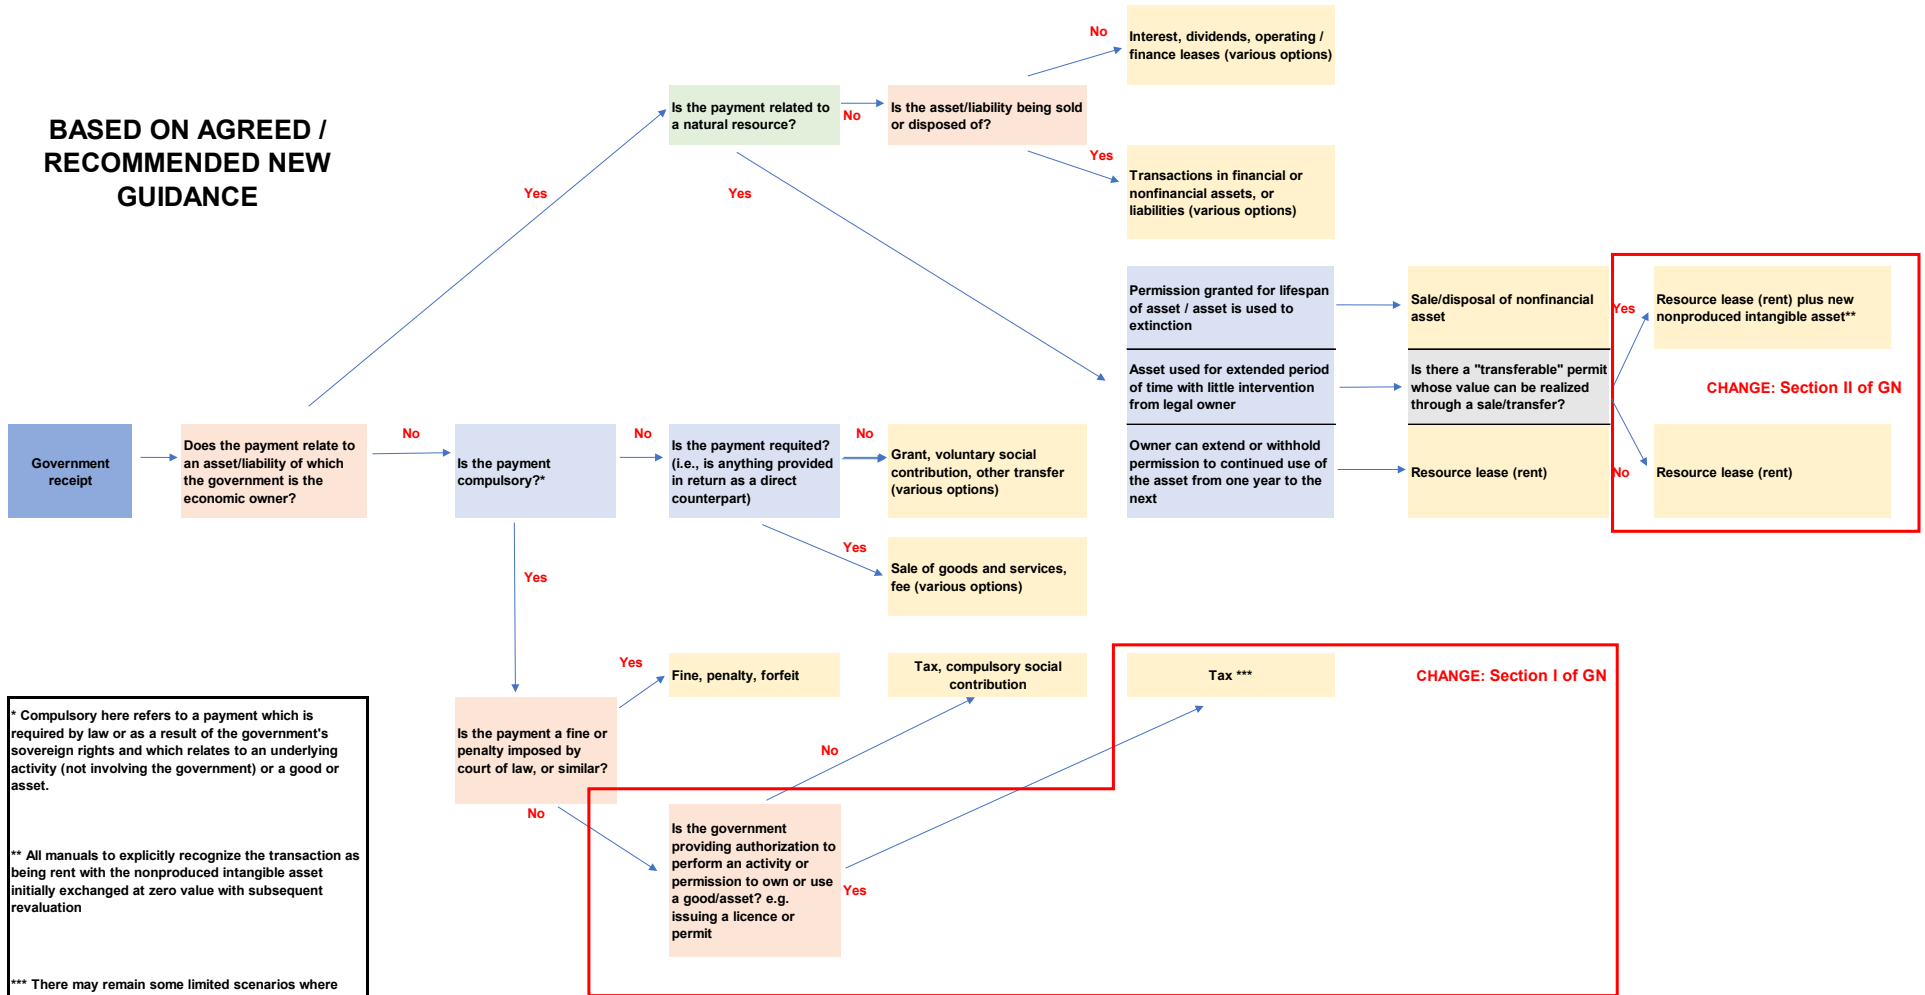 BASED ON AGREED /
RECOMMENDED NEW
GUIDANCE
No
Interest, dividends, operating /
finance leases (various options)
Is the payment related to
a natural resource?
No
Is the asset/liability being sold
or disposed of?
Yes
Yes
Yes
Transactions in financial or
nonfinancial assets, or
liabilities (various options)
Permission granted for lifespan
of asset / asset is used to
extinction
Sale/disposal of nonfinancial
asset
Yes
Resource lease (rent) plus new
nonproduced intangible asset**
Asset used for extended period
of time with little intervention
from legal owner
Is there a "transferable" permit
whose value can be realized
through a sale/transfer?
CHANGE: Section II of GN
Government
receipt
Does the payment relate to
an asset/liability of which
the government is the
economic owner?
No
Is the payment
compulsory?*
No
Is the payment requited?
(i.e., is anything provided
in return as a direct
counterpart)
No
Grant, voluntary social
contribution, other transfer
(various options)
Owner can extend or withhold
permission to continued use of
the asset from one year to the
next
Resource lease (rent)
No
Resource lease (rent)
Yes
Yes
Sale of goods and services,
fee (various options)
Yes
Fine, penalty, forfeit
Tax, compulsory social
contribution
Tax ***
CHANGE: Section I of GN
Is the payment a fine or
penalty imposed by
court of law, or similar?
No
No
Is the government
providing authorization to
perform an activity or
permission to own or use
a good/asset? e.g.
issuing a licence or
permit
Yes
* Compulsory here refers to a payment which is
required by law or as a result of the government's
sovereign rights and which relates to an underlying
activity (not involving the government) or a good or
asset.
** All manuals to explicitly recognize the transaction as
being rent with the nonproduced intangible asset
initially exchanged at zero value with subsequent
revaluation
*** There may remain some limited scenarios where